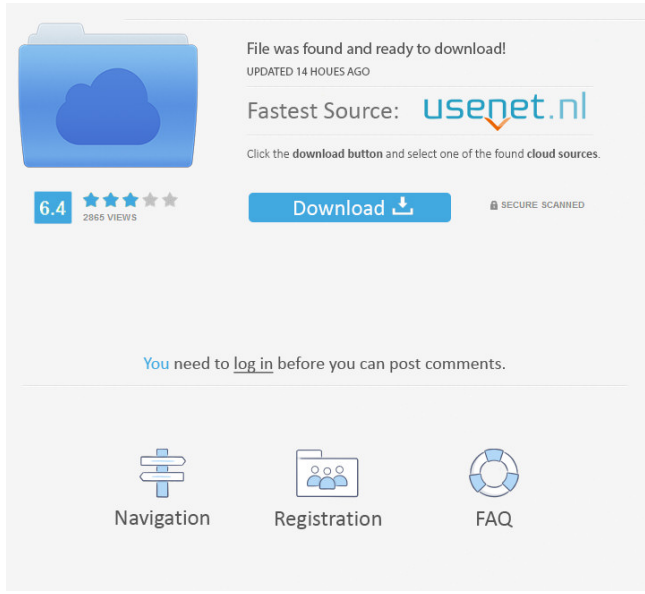 File was found and ready to download!
UPDATED 14 HOUES AGO
Fastest Source: usenet.nl
Click the download button and select one of the found cloud sources.
6.4
2865 VIEWS
Download
SECURE SCANNED
You need to log in before you can post comments.
Navigation
Registration
FAQ